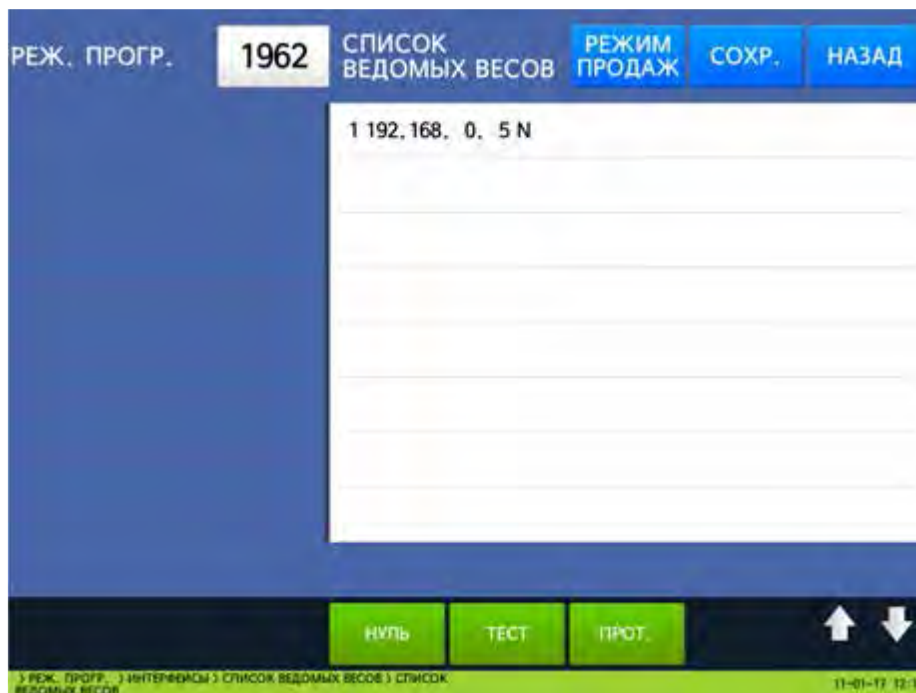 РЕЖ. ПРОГР.
1962
СПИСОК
ВЕДОМЫХ ВЕСОВ
РЕЖИМ
ПРОДАЖ
СОХР.
НАЗАД
1 192.168. 0. 5 N
НУЛЬ
ТЕСТ
ПРОТ.
> РЕЖ. ПРОГР. > ИНТЕРФЕЙСЫ > СПИСОК ВЕДОМЫХ ВЕСОВ > СПИСОК
ВЕДОМЫХ ВЕСОВ